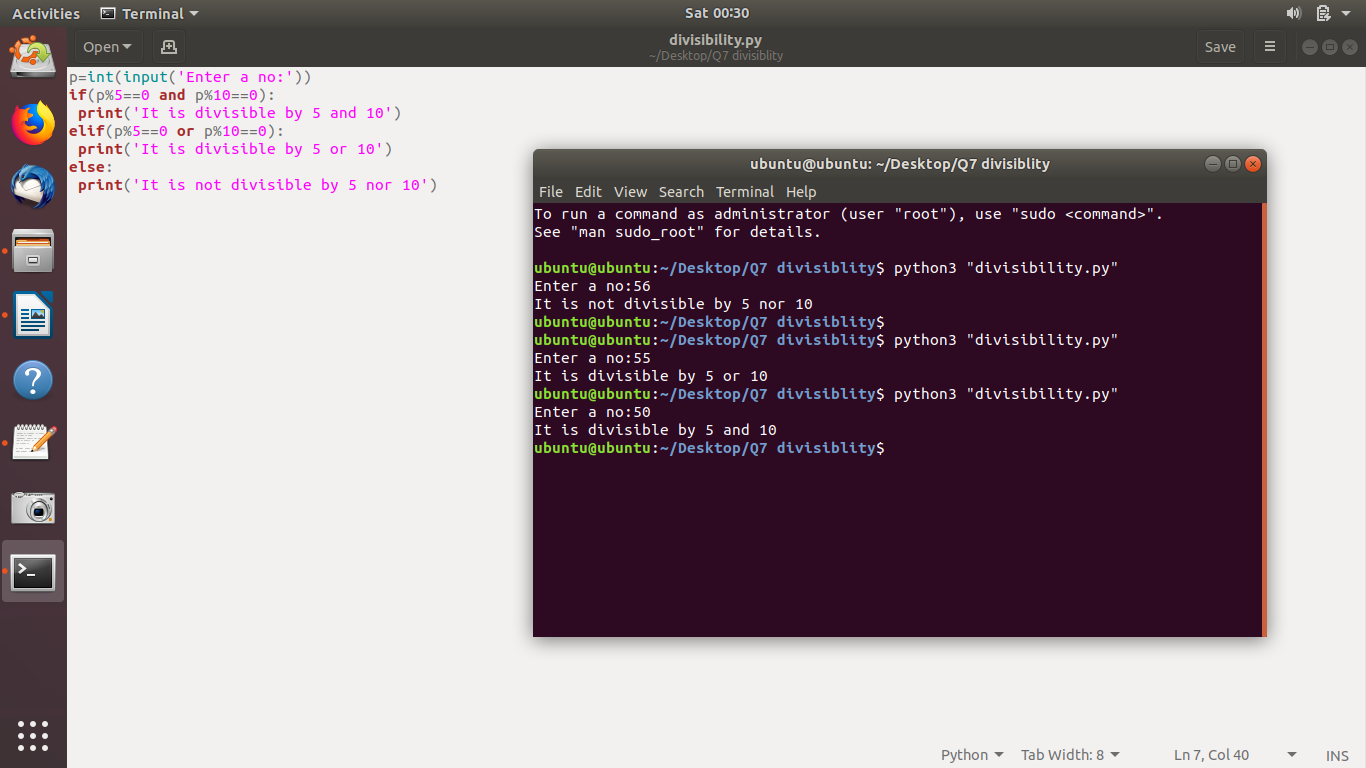 Activities Terminal Sat 00:30
Open divisibility.py Save
~/Desktop/Q7 divisiblity
p=int(input('Enter a no:'))
if(p%5==0 and p%10==0):
 print('It is divisible by 5 and 10')
elif(p%5==0 or p%10==0):
 print('It is divisible by 5 or 10')
else:
 print('It is not divisible by 5 nor 10')
ubuntu@ubuntu: ~/Desktop/Q7 divisiblity
File Edit View Search Terminal Help
To run a command as administrator (user "root"), use "sudo <command>".
See "man sudo_root" for details.
ubuntu@ubuntu:~/Desktop/Q7 divisiblity$ python3 "divisibility.py"
Enter a no:56
It is not divisible by 5 nor 10
ubuntu@ubuntu:~/Desktop/Q7 divisiblity$
ubuntu@ubuntu:~/Desktop/Q7 divisiblity$ python3 "divisibility.py"
Enter a no:55
It is divisible by 5 or 10
ubuntu@ubuntu:~/Desktop/Q7 divisiblity$ python3 "divisibility.py"
Enter a no:50
It is divisible by 5 and 10
ubuntu@ubuntu:~/Desktop/Q7 divisiblity$
Python Tab Width: 8 Ln 7, Col 40 INS